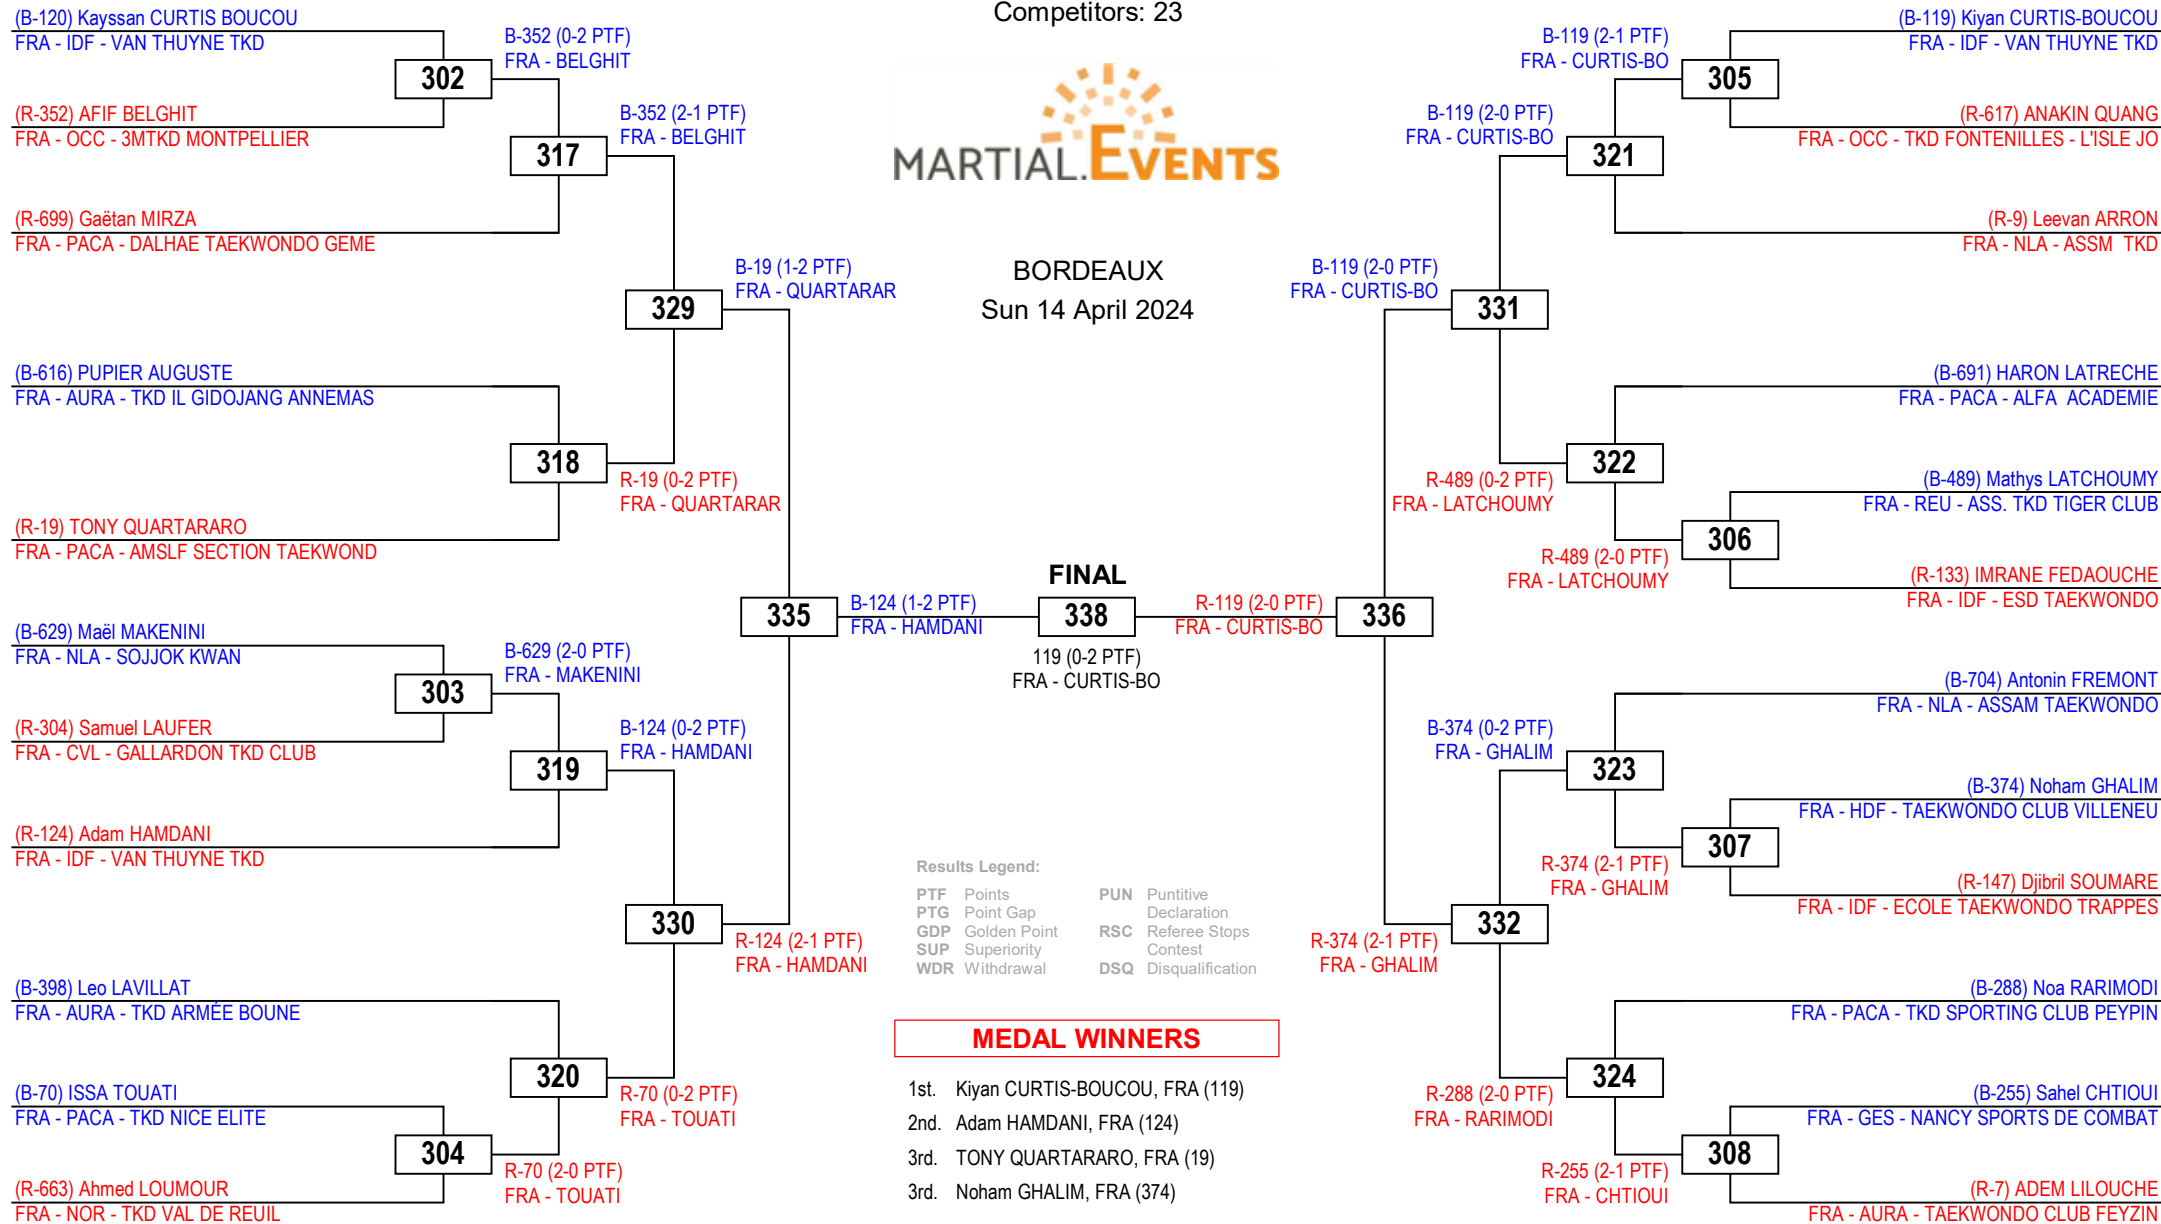 Competitors: 23
MARTIAL.EVENTS
BORDEAUX
Sun 14 April 2024
(B-120) Kayssan CURTIS BOUCOU
FRA - IDF - VAN THUYNE TKD
302
(R-352) AFIF BELGHIT
FRA - OCC - 3MTKD MONTPELLIER
B-352 (0-2 PTF)
FRA - BELGHIT
317
(R-699) Gaëtan MIRZA
FRA - PACA - DALHAE TAEKWONDO GEME
B-352 (2-1 PTF)
FRA - BELGHIT
329
B-19 (1-2 PTF)
FRA - QUARTARAR
(B-616) PUPIER AUGUSTE
FRA - AURA - TKD IL GIDOJANG ANNEMAS
318
(R-19) TONY QUARTARARO
FRA - PACA - AMSLF SECTION TAEKWOND
R-19 (0-2 PTF)
FRA - QUARTARAR
335
B-124 (1-2 PTF)
FRA - HAMDANI
(B-629) Maël MAKENINI
FRA - NLA - SOJJOK KWAN
303
(R-304) Samuel LAUFER
FRA - CVL - GALLARDON TKD CLUB
B-629 (2-0 PTF)
FRA - MAKENINI
319
(R-124) Adam HAMDANI
FRA - IDF - VAN THUYNE TKD
B-124 (0-2 PTF)
FRA - HAMDANI
330
R-124 (2-1 PTF)
FRA - HAMDANI
(B-398) Leo LAVILLAT
FRA - AURA - TKD ARMÉE BOUNE
320
R-70 (0-2 PTF)
FRA - TOUATI
(B-70) ISSA TOUATI
FRA - PACA - TKD NICE ELITE
304
(R-663) Ahmed LOUMOUR
FRA - NOR - TKD VAL DE REUIL
R-70 (2-0 PTF)
FRA - TOUATI
FINAL
338
119 (0-2 PTF)
FRA - CURTIS-BO
(B-119) Kiyan CURTIS-BOUCOU
FRA - IDF - VAN THUYNE TKD
B-119 (2-1 PTF)
FRA - CURTIS-BO
305
(R-617) ANAKIN QUANG
FRA - OCC - TKD FONTENILLES - L'ISLE JO
B-119 (2-0 PTF)
FRA - CURTIS-BO
321
(R-9) Leevan ARRON
FRA - NLA - ASSM TKD
B-119 (2-0 PTF)
FRA - CURTIS-BO
331
(B-691) HARON LATRECHE
FRA - PACA - ALFA ACADEMIE
322
R-489 (0-2 PTF)
FRA - LATCHOUMY
(B-489) Mathys LATCHOUMY
FRA - REU - ASS. TKD TIGER CLUB
306
R-489 (2-0 PTF)
FRA - LATCHOUMY
(R-133) IMRANE FEDAOUCHE
FRA - IDF - ESD TAEKWONDO
R-119 (2-0 PTF)
FRA - CURTIS-BO
336
(B-704) Antonin FREMONT
FRA - NLA - ASSAM TAEKWONDO
B-374 (0-2 PTF)
FRA - GHALIM
323
(B-374) Noham GHALIM
FRA - HDF - TAEKWONDO CLUB VILLENEU
307
R-374 (2-1 PTF)
FRA - GHALIM
(R-147) Djibril SOUMARE
FRA - IDF - ECOLE TAEKWONDO TRAPPES
332
R-374 (2-1 PTF)
FRA - GHALIM
(B-288) Noa RARIMODI
FRA - PACA - TKD SPORTING CLUB PEYPIN
324
R-288 (2-0 PTF)
FRA - RARIMODI
(B-255) Sahel CHTIOUI
FRA - GES - NANCY SPORTS DE COMBAT
308
R-255 (2-1 PTF)
FRA - CHTIOUI
(R-7) ADEM LILOUCHE
FRA - AURA - TAEKWONDO CLUB FEYZIN
Results Legend:
PTF Points
PTG Point Gap
GDP Golden Point
SUP Superiority
WDR Withdrawal
PUN Puntitive
Declaration
RSC Referee Stops
Contest
DSQ Disqualification
MEDAL WINNERS
1st. Kiyan CURTIS-BOUCOU, FRA (119)
2nd. Adam HAMDANI, FRA (124)
3rd. TONY QUARTARARO, FRA (19)
3rd. Noham GHALIM, FRA (374)